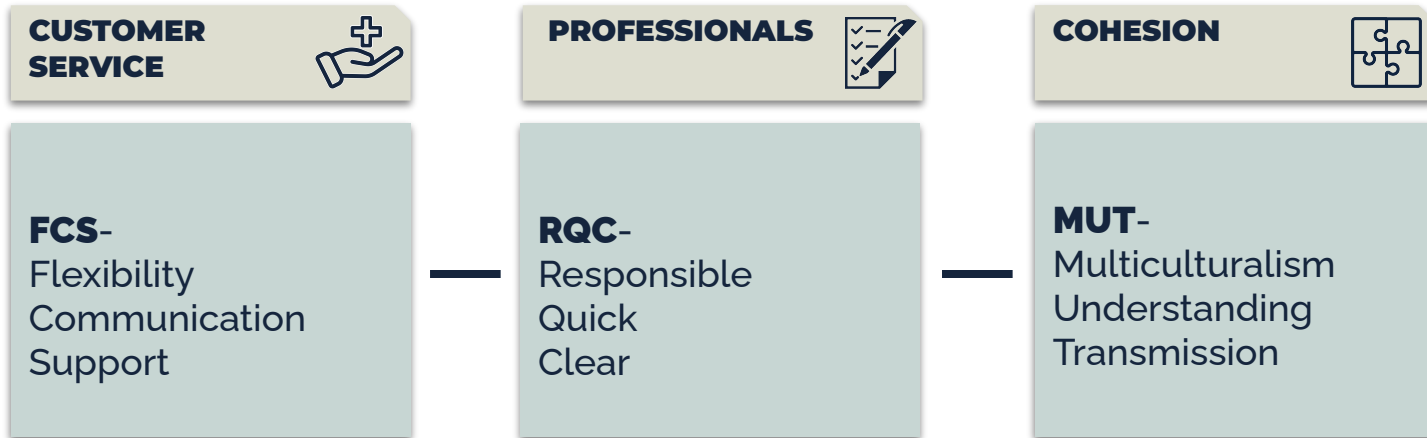 CUSTOMER
SERVICE
FCS-
Flexibility
Communication
Support
PROFESSIONALS
RQC-
Responsible
Quick
Clear
COHESION
MUT-
Multiculturalism
Understanding
Transmission